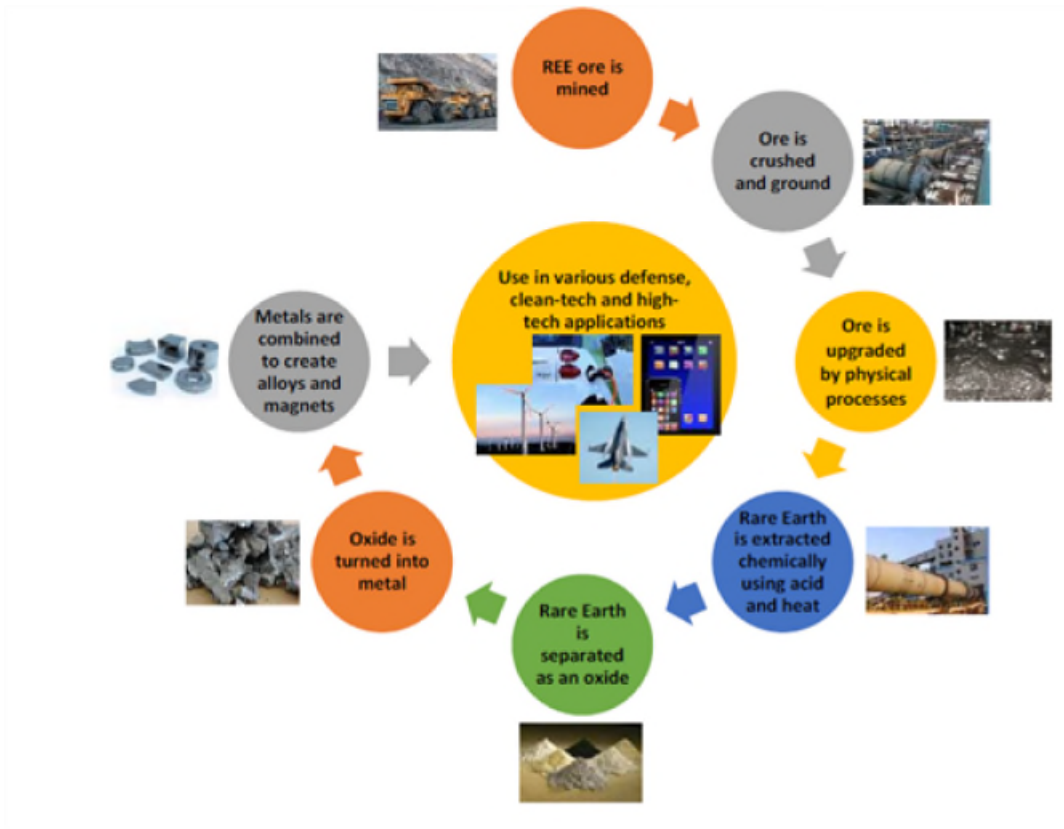 REE ore is
mined
Ore is
crushed
and ground
Ore is
upgraded
by physical
processes
Rare Earth
is extracted
chemically
using acid
and heat
Rare Earth
is
separated
as an oxide
Oxide is
turned into
metal
Metals are
combined
to create
alloys and
magnets
Use in various defense,
clean-tech and high-
tech applications